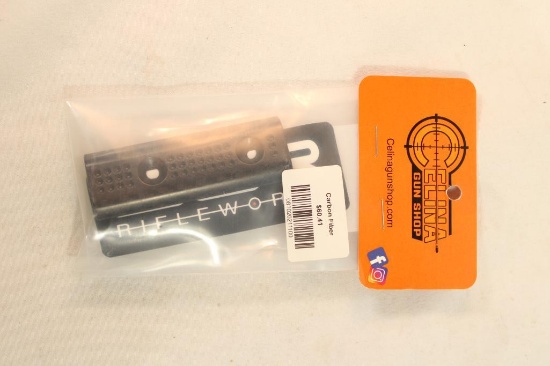 RIFLEWOR
Carbon Fiber
$60.41
CELINA
GUN SHOP
Celinagunshop.com